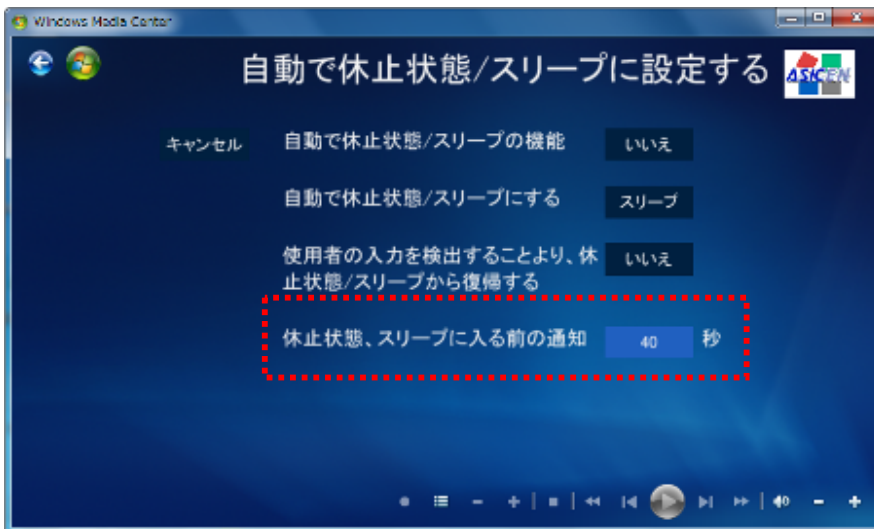 Windows Media Center
自動で休止状態/スリープに設定する
ASICEN
キャンセル
自動で休止状態/スリープの機能 いいえ
自動で休止状態/スリープにする スリープ
使用者の入力を検出することより、休 いいえ
止状態/スリープから復帰する
休止状態、スリープに入る前の通知 40 秒